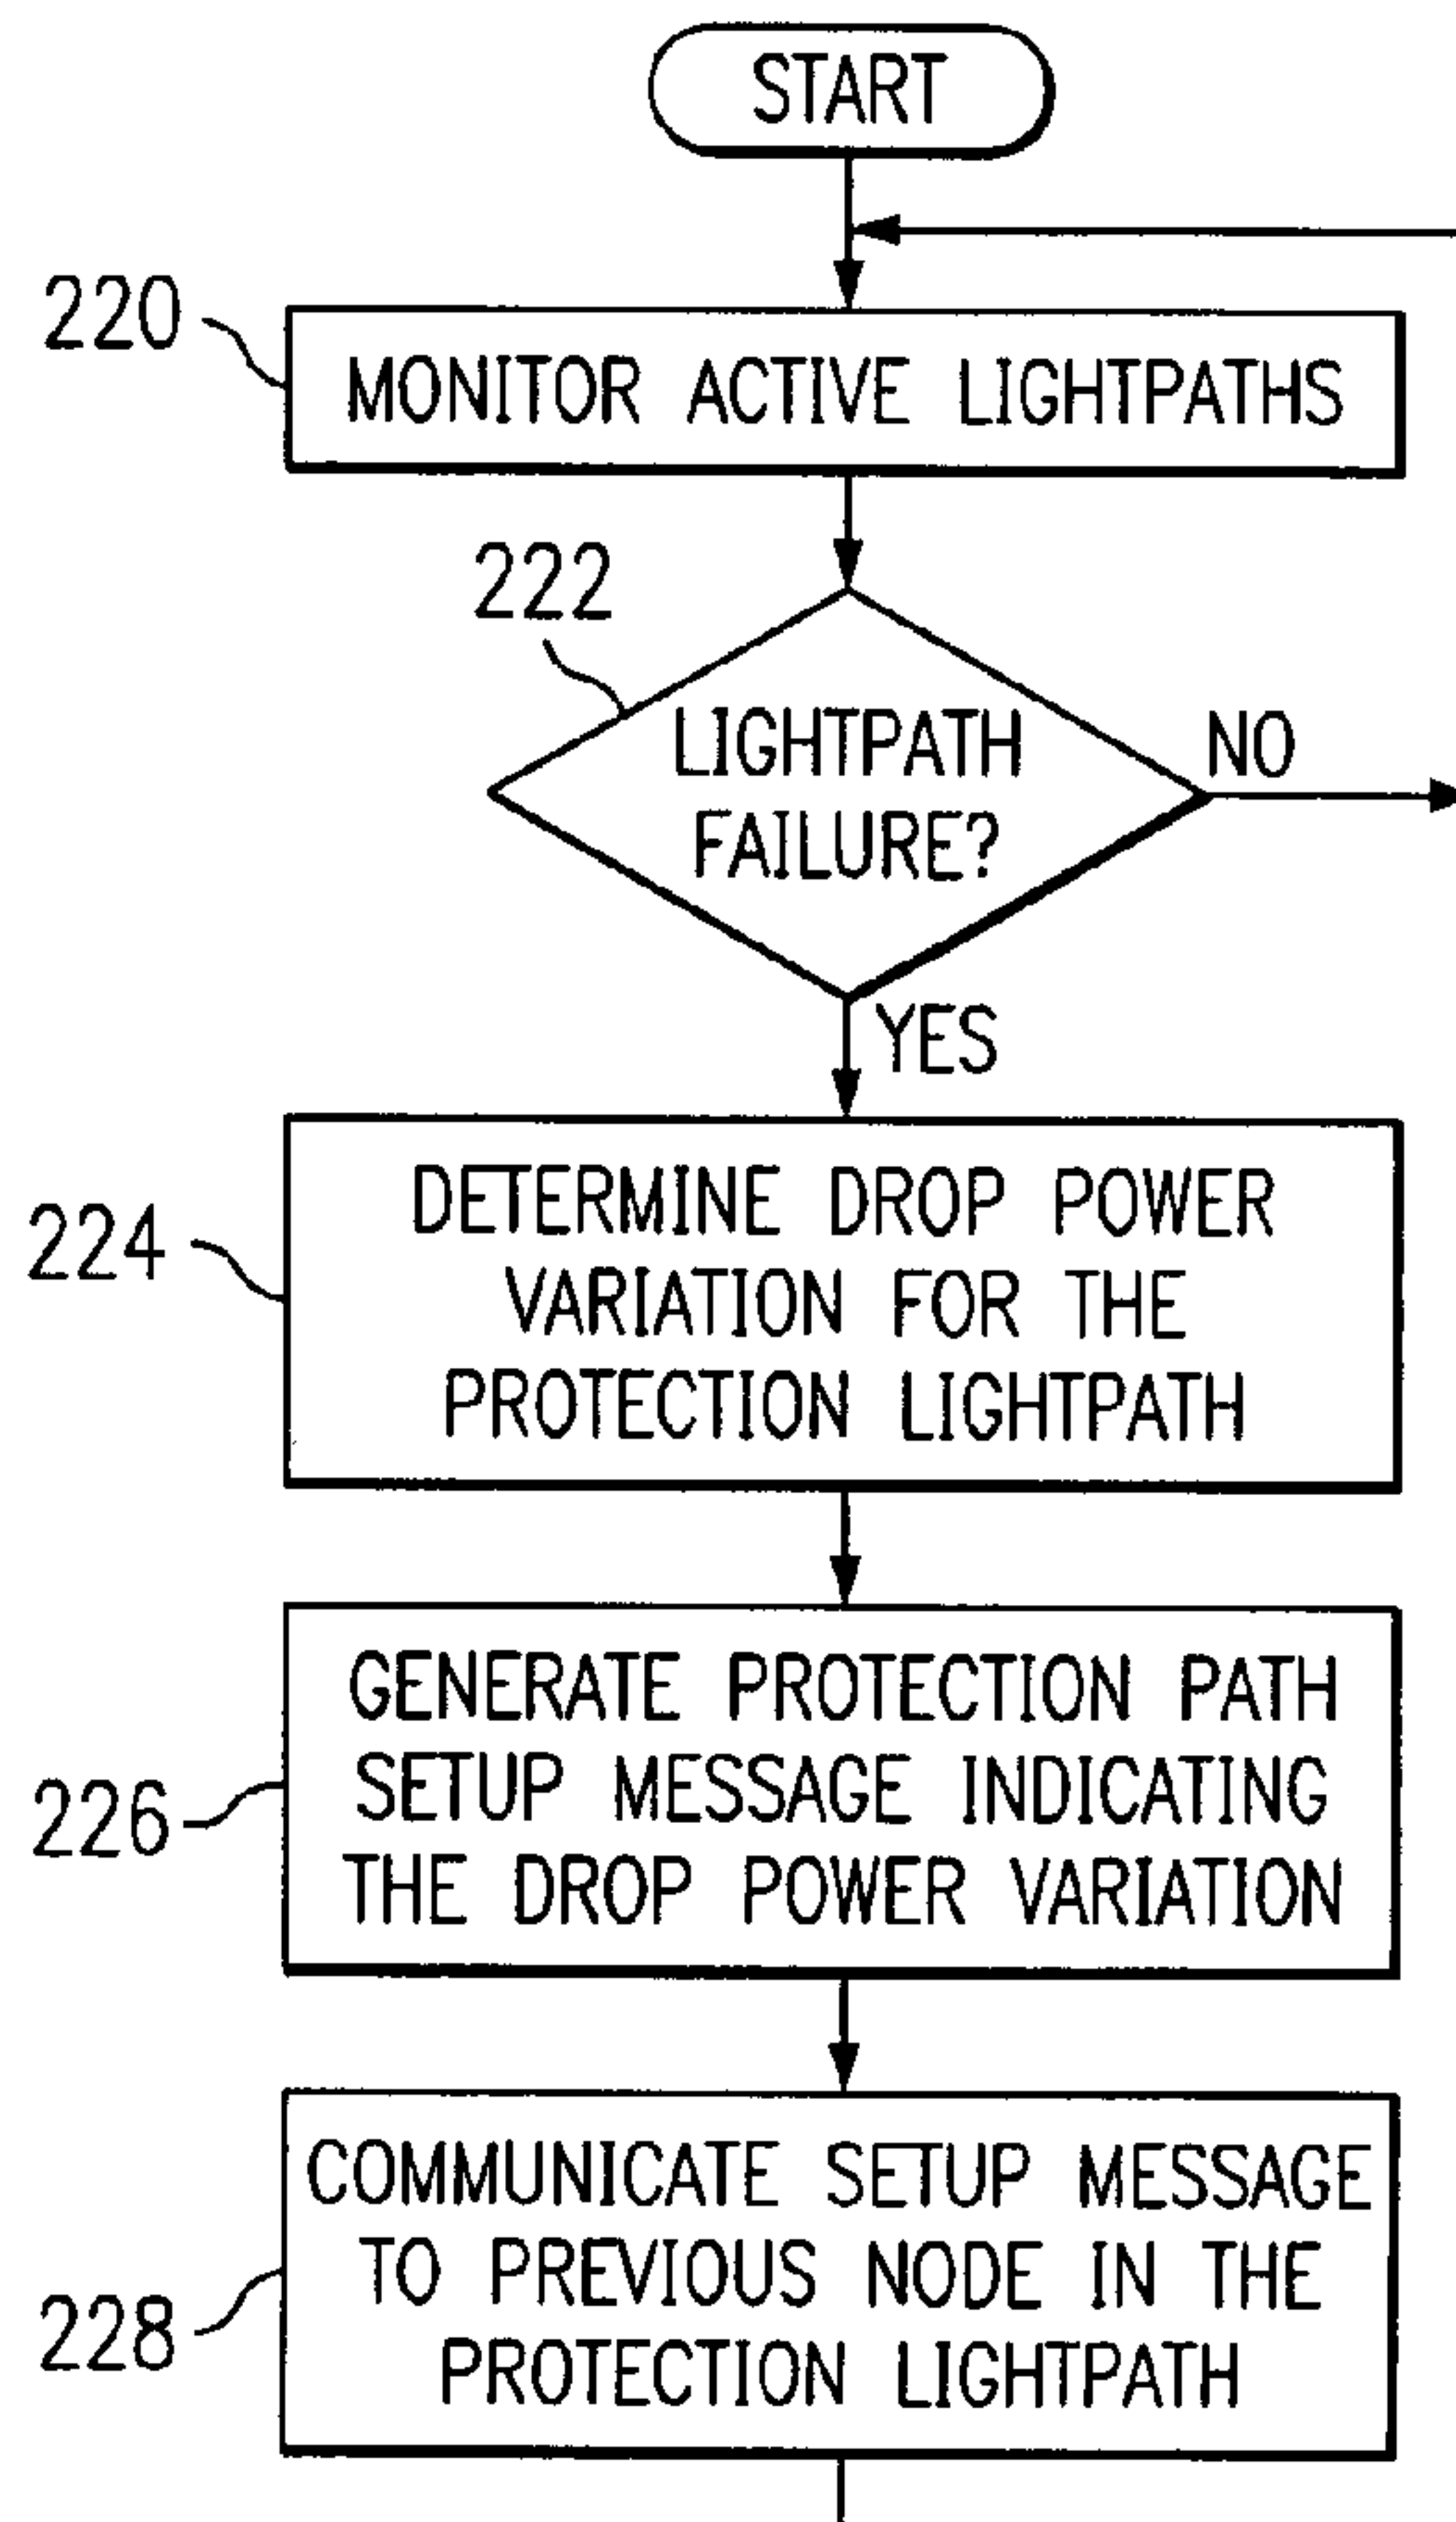 START
220
MONITOR ACTIVE LIGHTPATHS
222
LIGHTPATH
FAILURE?
NO
YES
224
DETERMINE DROP POWER
VARIATION FOR THE
PROTECTION LIGHTPATH
226
GENERATE PROTECTION PATH
SETUP MESSAGE INDICATING
THE DROP POWER VARIATION
228
COMMUNICATE SETUP MESSAGE
TO PREVIOUS NODE IN THE
PROTECTION LIGHTPATH